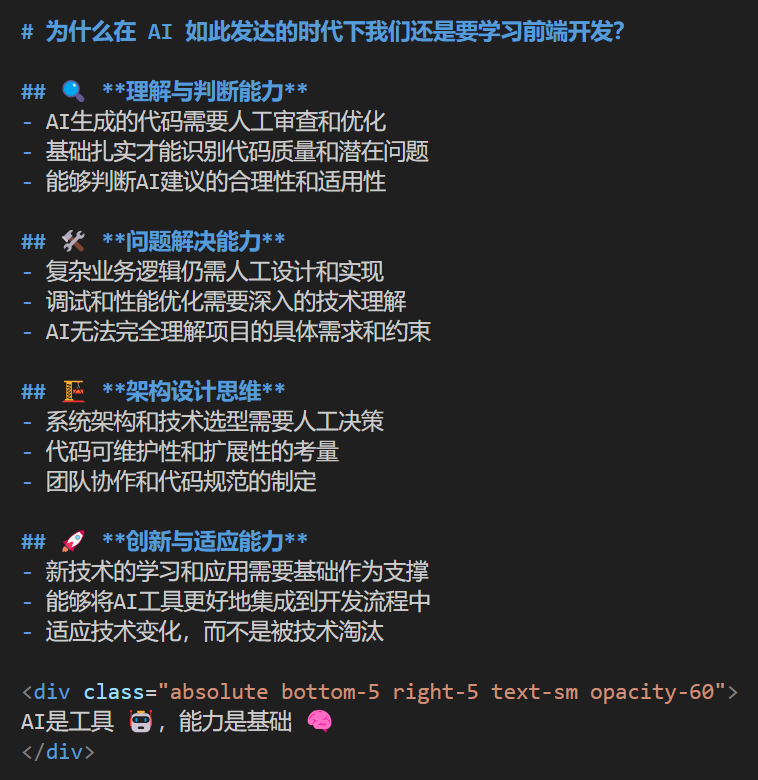 # 为什么在 AI 如此发达的时代下我们还是要学习前端开发？
## 🔍 **理解与判断能力**
- AI生成的代码需要人工审查和优化
- 基础扎实才能识别代码质量和潜在问题
- 能够判断AI建议的合理性和适用性
## 🛠️ **问题解决能力**
- 复杂业务逻辑仍需人工设计和实现
- 调试和性能优化需要深入的技术理解
- AI无法完全理解项目的具体需求和约束
## 🏗️ **架构设计思维**
- 系统架构和技术选型需要人工决策
- 代码可维护性和扩展性的考量
- 团队协作和代码规范的制定
## 🚀 **创新与适应能力**
- 新技术的学习和应用需要基础作为支撑
- 能够将AI工具更好地集成到开发流程中
- 适应技术变化，而不是被技术淘汰
<div class="absolute bottom-5 right-5 text-sm opacity-60">
AI是工具 🤖，能力是基础 🧠
</div>